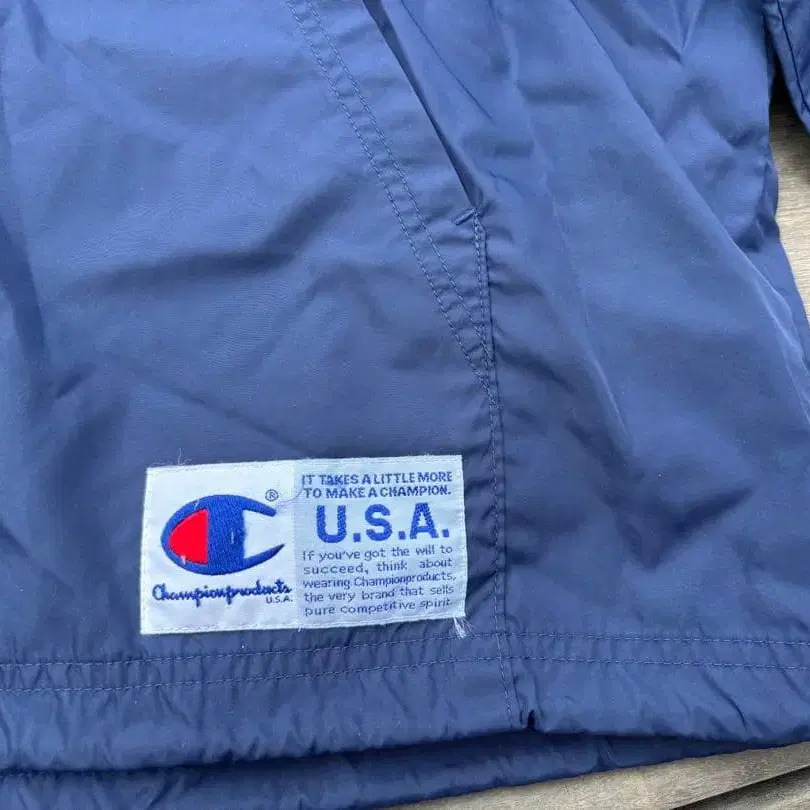 ®
Championproducts
U.S.A.
IT TAKES A LITTLE MORE
TO MAKE A CHAMPION.
U.S.A.
If you've got the will to
succeed, think about
wearing Championproducts,
the very brand that sells
pure competitive spirit.